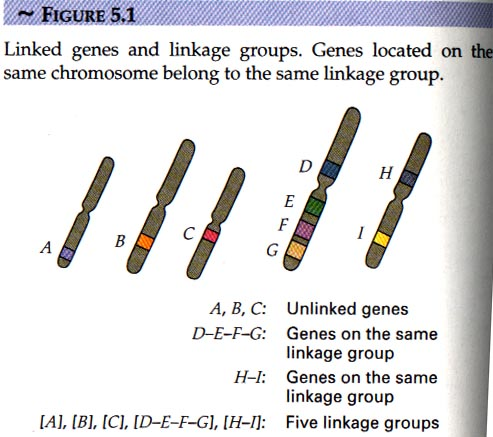 ~ FIGURE 5.1
Linked genes and linkage groups. Genes located on the
same chromosome belong to the same linkage group.
D
H
E
F
A
B
C
G
I
A, B, C: Unlinked genes
D–E–F–G: Genes on the same
linkage group
H–I: Genes on the same
linkage group
[A], [B], [C], [D–E–F–G], [H–I]: Five linkage groups